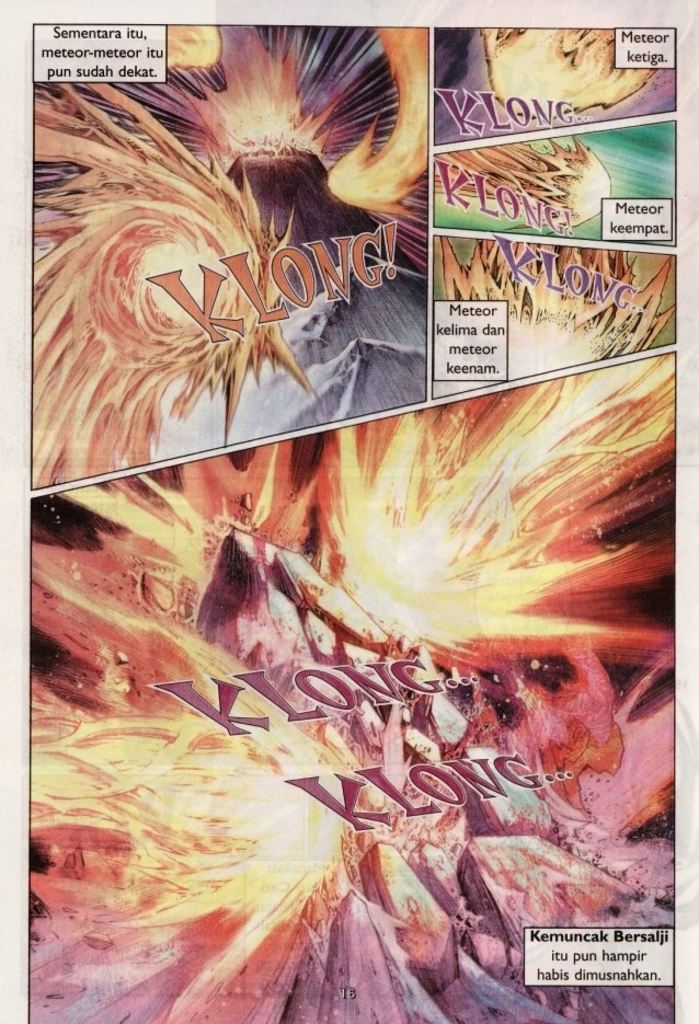 Sementara itu,
meteor-meteor itu
pun sudah dekat.
KLONG!
Meteor
ketiga.
KLONG...
KLONG!
Meteor
keempat.
KLONG...
Meteor
kelima dan
meteor
keenam.
KLONG...
KLONG...
Kemuncak Bersalji
itu pun hampir
habis dimusnahkan.
16